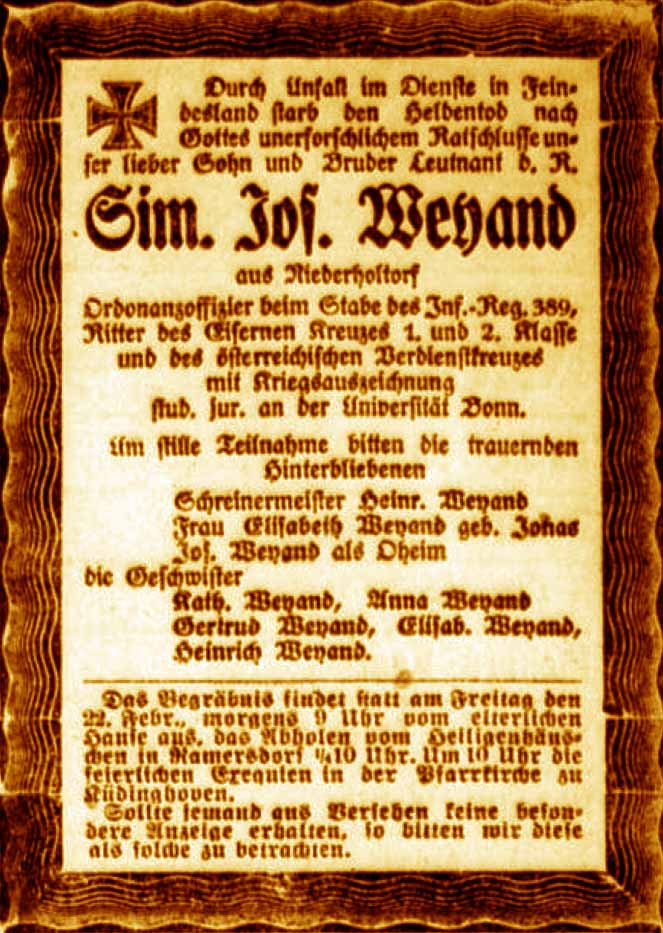 Durch Unfall im Dienste in Fein-
desland starb den Heldentod nach
Gottes unerforschlichem Ratschlusse un-
ser lieber Sohn und Bruder Leutnant d. R.
Sim. Jos. Weyand
aus Niederholtorf
Ordonanzoffizier beim Stabe des Inf.-Reg. 389,
Ritter des Eisernen Kreuzes 1. und 2. Klasse
und des österreichischen Verdienstkreuzes
mit Kriegsauszeichnung
stud. jur. an der Universität Bonn.
Um stille Teilnahme bitten die trauernden
Hinterbliebenen
Schreinermeister Heinr. Weyand
Frau Elisabeth Weyand geb. Jonas
Jos. Weyand als Oheim
die Geschwister
Kath. Weyand, Anna Weyand
Gertrud Weyand, Elisab. Weyand,
Heinrich Weyand.
Das Begräbnis findet statt am Freitag den
22. Febr., morgens 9 Uhr vom elterlichen
Hause aus, das Abholen vom Heiligenhäus-
chen in Ramersdorf ¼10 Uhr. Um 10 Uhr die
feierlichen Exequien in der Pfarrkirche zu
Küdinghoven.
Sollte jemand aus Versehen keine beson-
dere Anzeige erhalten, so bitten wir diese
als solche zu betrachten.